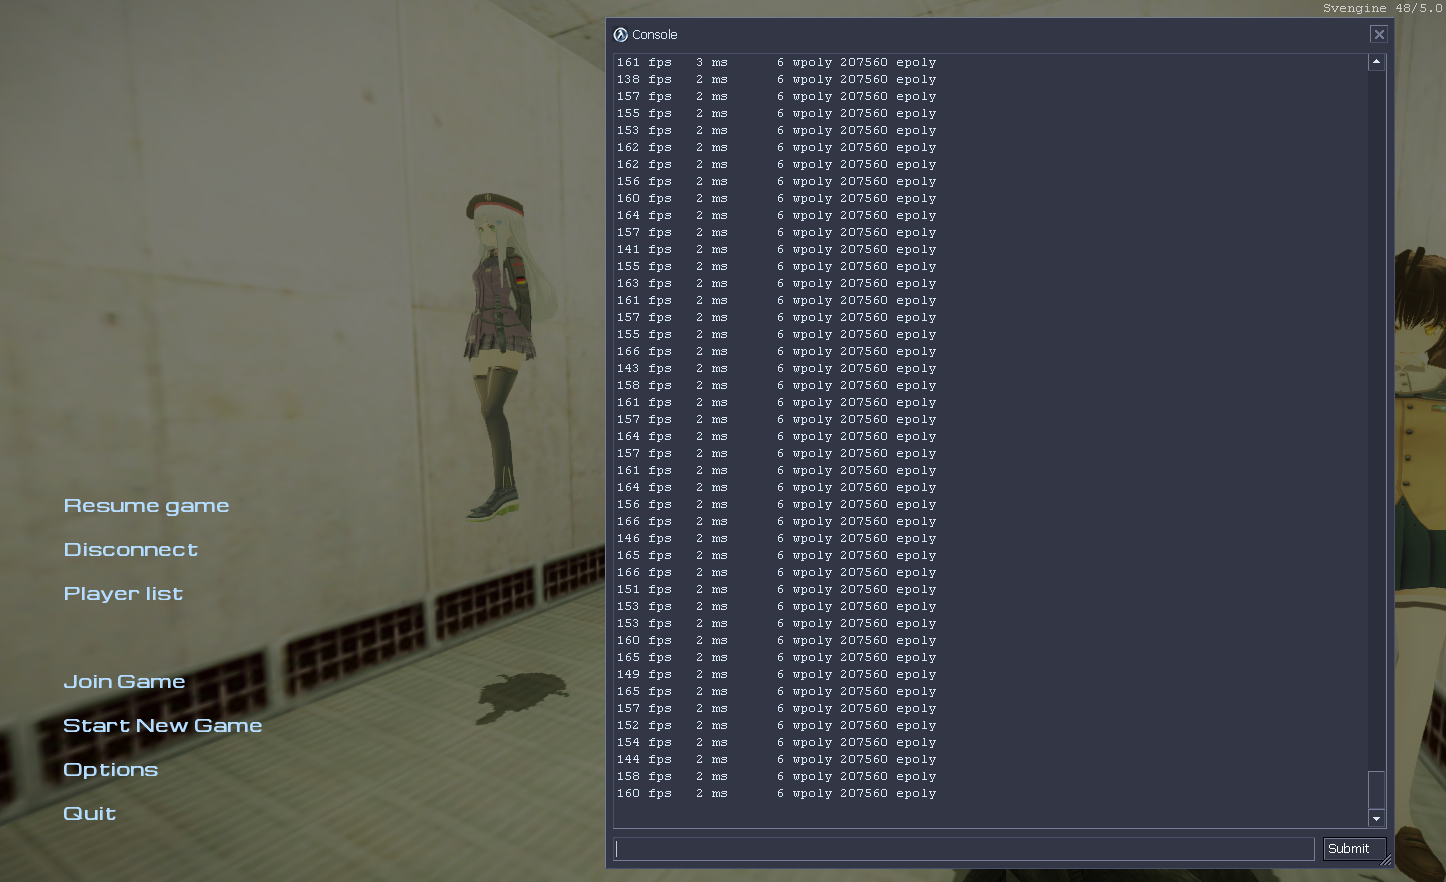 Svengine 48/5.0
Console
161 fps 3 ms 6 wpoly 207560 epoly
138 fps 2 ms 6 wpoly 207560 epoly
157 fps 2 ms 6 wpoly 207560 epoly
155 fps 2 ms 6 wpoly 207560 epoly
153 fps 2 ms 6 wpoly 207560 epoly
162 fps 2 ms 6 wpoly 207560 epoly
162 fps 2 ms 6 wpoly 207560 epoly
156 fps 2 ms 6 wpoly 207560 epoly
160 fps 2 ms 6 wpoly 207560 epoly
164 fps 2 ms 6 wpoly 207560 epoly
157 fps 2 ms 6 wpoly 207560 epoly
141 fps 2 ms 6 wpoly 207560 epoly
155 fps 2 ms 6 wpoly 207560 epoly
163 fps 2 ms 6 wpoly 207560 epoly
161 fps 2 ms 6 wpoly 207560 epoly
157 fps 2 ms 6 wpoly 207560 epoly
155 fps 2 ms 6 wpoly 207560 epoly
166 fps 2 ms 6 wpoly 207560 epoly
143 fps 2 ms 6 wpoly 207560 epoly
158 fps 2 ms 6 wpoly 207560 epoly
161 fps 2 ms 6 wpoly 207560 epoly
157 fps 2 ms 6 wpoly 207560 epoly
164 fps 2 ms 6 wpoly 207560 epoly
157 fps 2 ms 6 wpoly 207560 epoly
161 fps 2 ms 6 wpoly 207560 epoly
164 fps 2 ms 6 wpoly 207560 epoly
156 fps 2 ms 6 wpoly 207560 epoly
166 fps 2 ms 6 wpoly 207560 epoly
146 fps 2 ms 6 wpoly 207560 epoly
165 fps 2 ms 6 wpoly 207560 epoly
166 fps 2 ms 6 wpoly 207560 epoly
151 fps 2 ms 6 wpoly 207560 epoly
153 fps 2 ms 6 wpoly 207560 epoly
153 fps 2 ms 6 wpoly 207560 epoly
160 fps 2 ms 6 wpoly 207560 epoly
165 fps 2 ms 6 wpoly 207560 epoly
149 fps 2 ms 6 wpoly 207560 epoly
165 fps 2 ms 6 wpoly 207560 epoly
157 fps 2 ms 6 wpoly 207560 epoly
152 fps 2 ms 6 wpoly 207560 epoly
154 fps 2 ms 6 wpoly 207560 epoly
144 fps 2 ms 6 wpoly 207560 epoly
158 fps 2 ms 6 wpoly 207560 epoly
160 fps 2 ms 6 wpoly 207560 epoly
Submit
Resume game
Disconnect
Player list
Join Game
Start New Game
Options
Quit